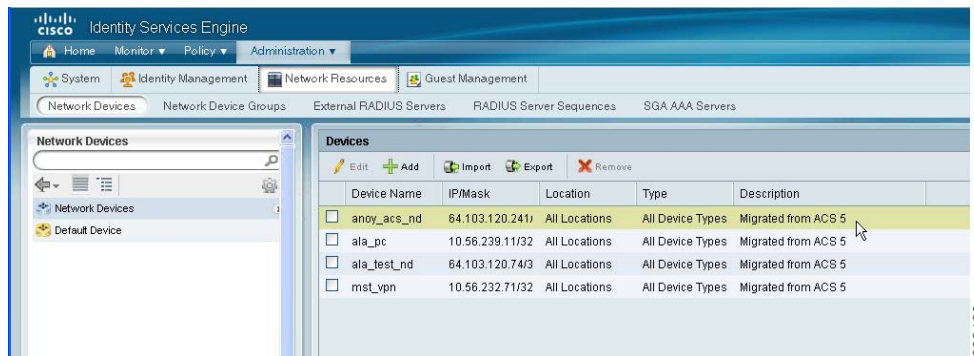 cisco Identity Services Engine
Home Monitor Policy Administration
System Identity Management Network Resources Guest Management
Network Devices Network Device Groups External RADIUS Servers RADIUS Server Sequences SGA AAA Servers
Network Devices
Network Devices
Default Device
Devices
Edit Add Import Export Remove
Device Name IP/Mask Location Type Description
anoy_acs_nd 64.103.120.241/ All Locations All Device Types Migrated from ACS 5
ala_pc 10.56.239.11/32 All Locations All Device Types Migrated from ACS 5
ala_test_nd 64.103.120.74/3 All Locations All Device Types Migrated from ACS 5
mst_vpn 10.56.232.71/32 All Locations All Device Types Migrated from ACS 5